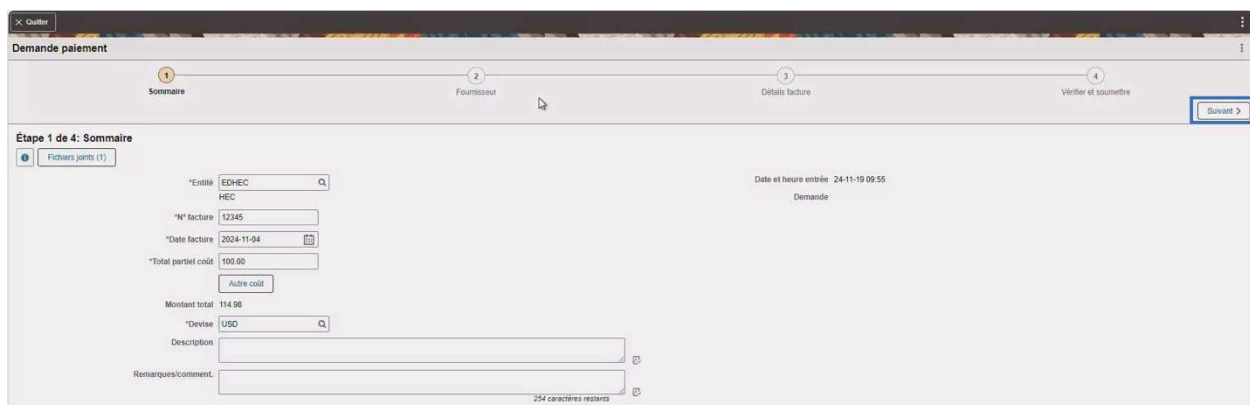 × Quitter
Demande paiement
1 2 3 4
Sommaire Fournisseur Détails facture Vérifier et soumettre
Suivant >
Étape 1 de 4: Sommaire
Fichiers joints (1)
*Entité EDHEC Date et heure entrée 24-11-19 09:55
HEC Demande
*N° facture 12345
*Date facture 2024-11-04
*Total partiel coût 100.00
Autre coût
Montant total 114.98
*Devise USD
Description
Remarques/comment.
254 caractères restants